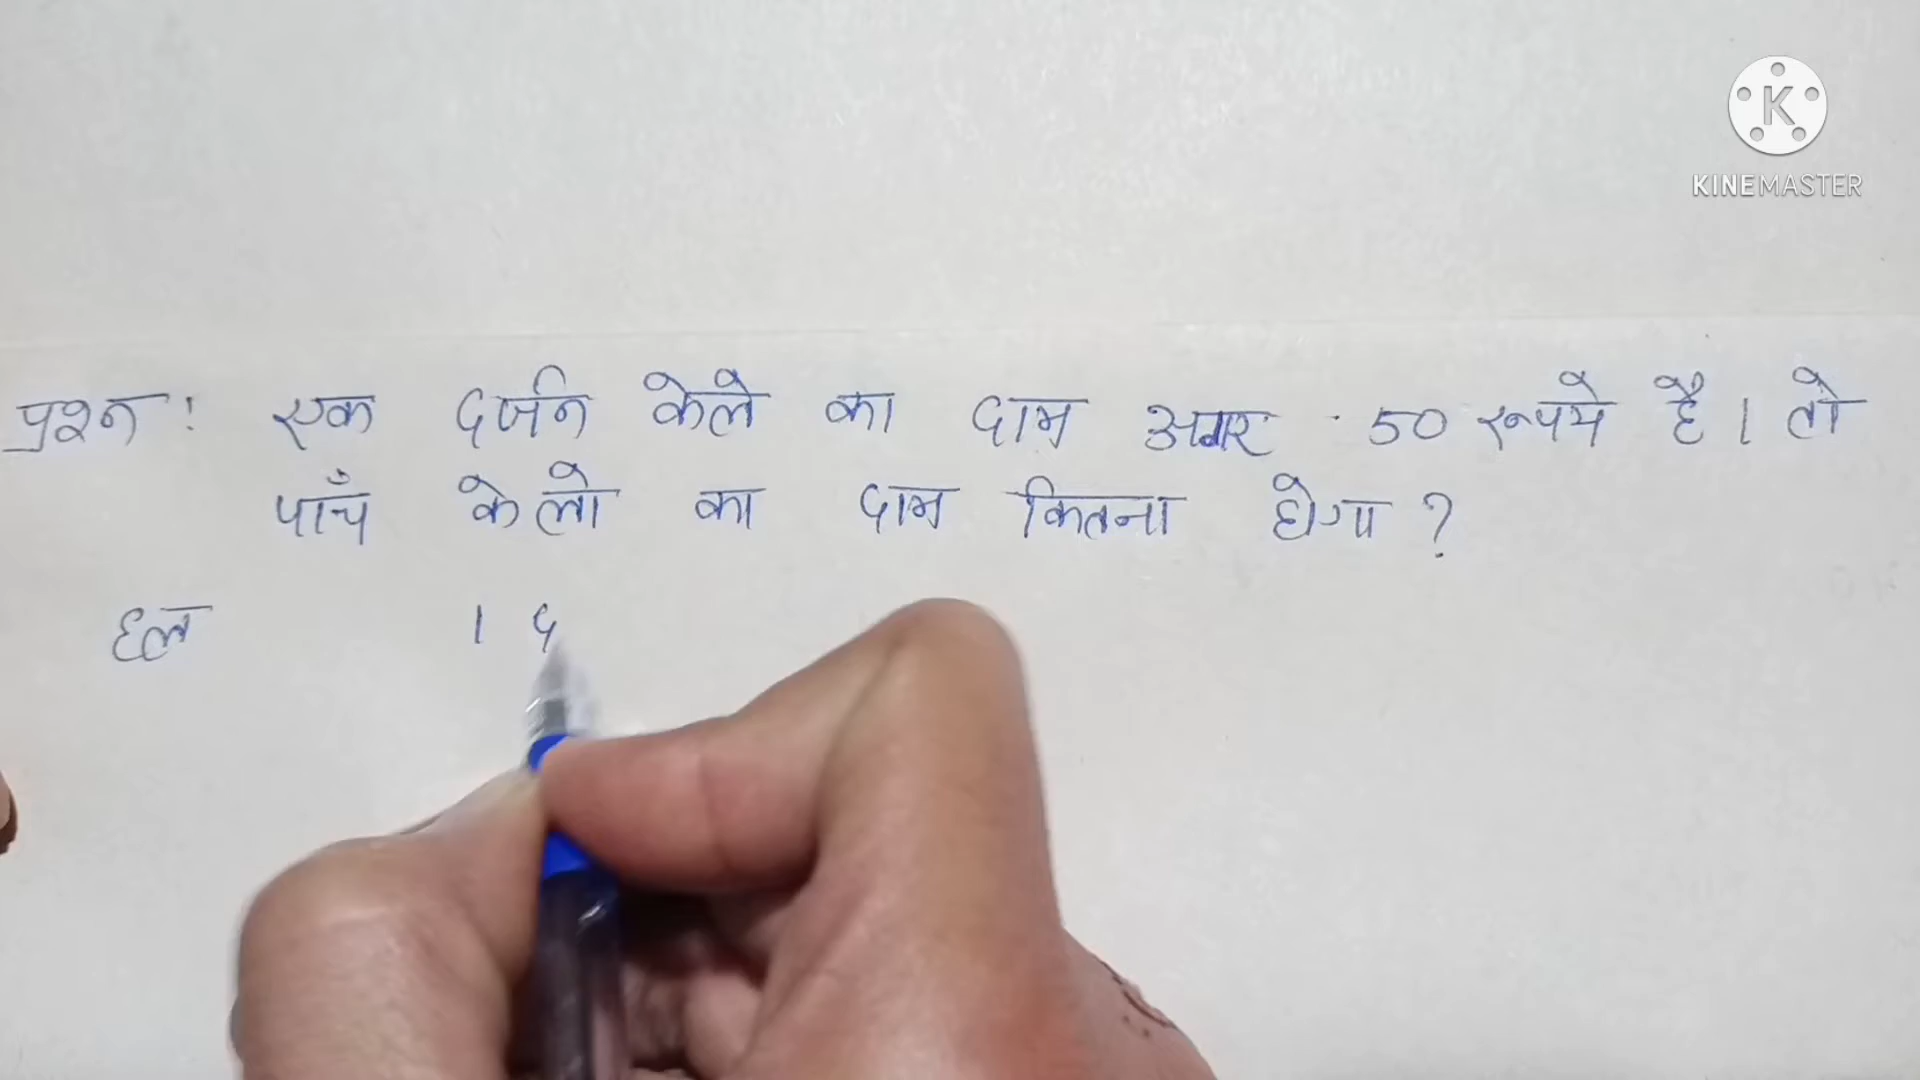 K
KINEMASTER
प्रश्न: एक दर्जन केले का दाम अगर 50 रूपये है। तो
पाँच केलो का दाम कितना होगा?
हल 1 द